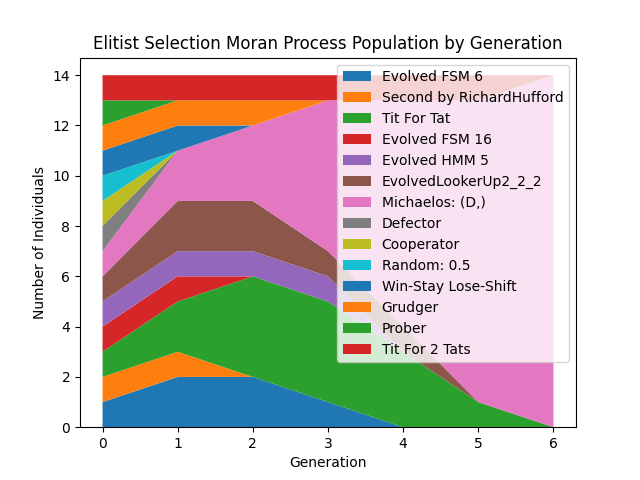 Elitist Selection Moran Process Population by Generation
14
12
10
8
6
4
2
0
Number of Individuals
Evolved FSM 6
Second by RichardHufford
Tit For Tat
Evolved FSM 16
Evolved HMM 5
EvolvedLookerUp2_2_2
Michaelos: (D,)
Defector
Cooperator
Random: 0.5
Win-Stay Lose-Shift
Grudger
Prober
Tit For 2 Tats
0 1 2 3 4 5 6
Generation